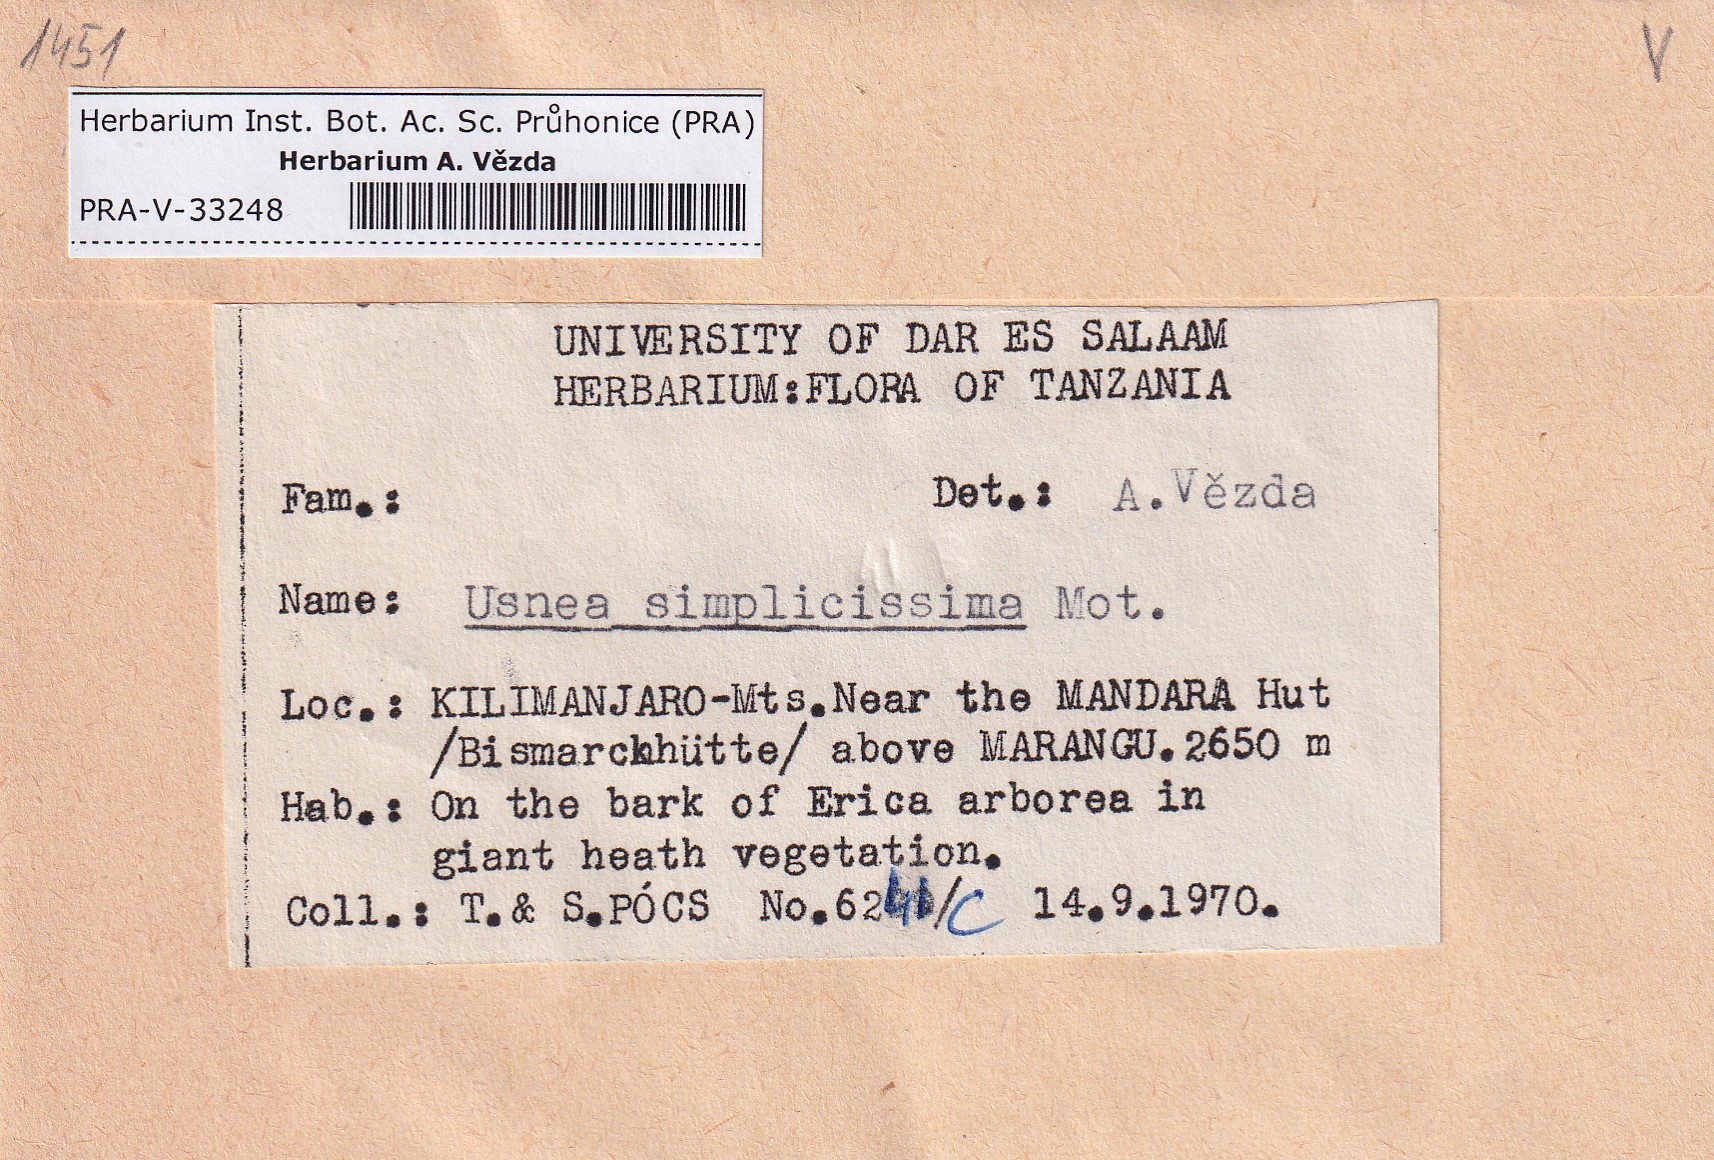 1451
V
Herbarium Inst. Bot. Ac. Sc. Průhonice (PRA)
Herbarium A. Vězda
PRA-V-33248
UNIVERSITY OF DAR ES SALAAM
HERBARIUM:FLORA OF TANZANIA
Fam.: Det.: A.Vězda
Name: Usnea simplicissima Mot.
Loc.: KILIMANJARO-Mts.Near the MANDARA Hut
/Bismarckhütte/ above MARANGU.2650 m
Hab.: On the bark of Erica arborea in
giant heath vegetation.
Coll.: T.& S.PÓCS 14.9.1970.